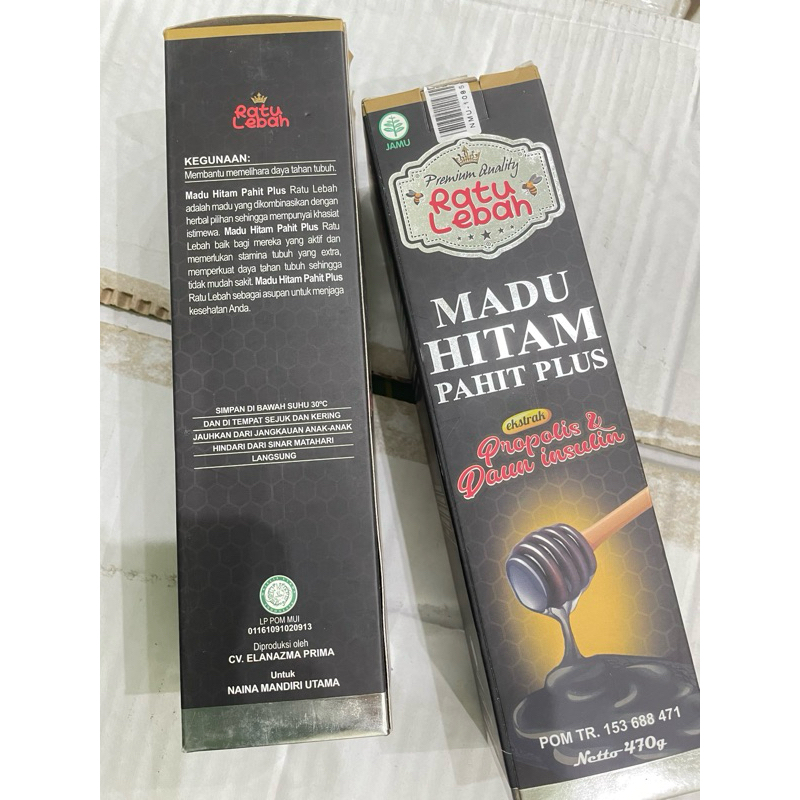 Ratu
Lebah
KEGUNAAN:
Membantu memelihara daya tahan tubuh.
Madu Hitam Pahit Plus Ratu Lebah
adalah madu yang dikombinasikan dengan
herbal pilihan sehingga mempunyai khasiat
istimewa. Madu Hitam Pahit Plus Ratu
Lebah baik bagi mereka yang aktif dan
memerlukan stamina tubuh yang extra,
memperkuat daya tahan tubuh sehingga
tidak mudah sakit. Madu Hitam Pahit Plus
Ratu Lebah sebagai asupan untuk menjaga
kesehatan Anda.
SIMPAN DI BAWAH SUHU 30°C
DAN DI TEMPAT SEJUK DAN KERING
JAUHKAN DARI JANGKAUAN ANAK-ANAK
HINDARI DARI SINAR MATAHARI
LANGSUNG
LP POM MUI
01161091020913
Diproduksi oleh
CV. ELANAZMA PRIMA
Untuk
NAINA MANDIRI UTAMA
JAMU
NMU-1085
Premium Quality
Ratu
Lebah
MADU
HITAM
PAHIT PLUS
ekstrak
Propolis &
Daun insulin
POM TR. 153 688 471
Netto 470g